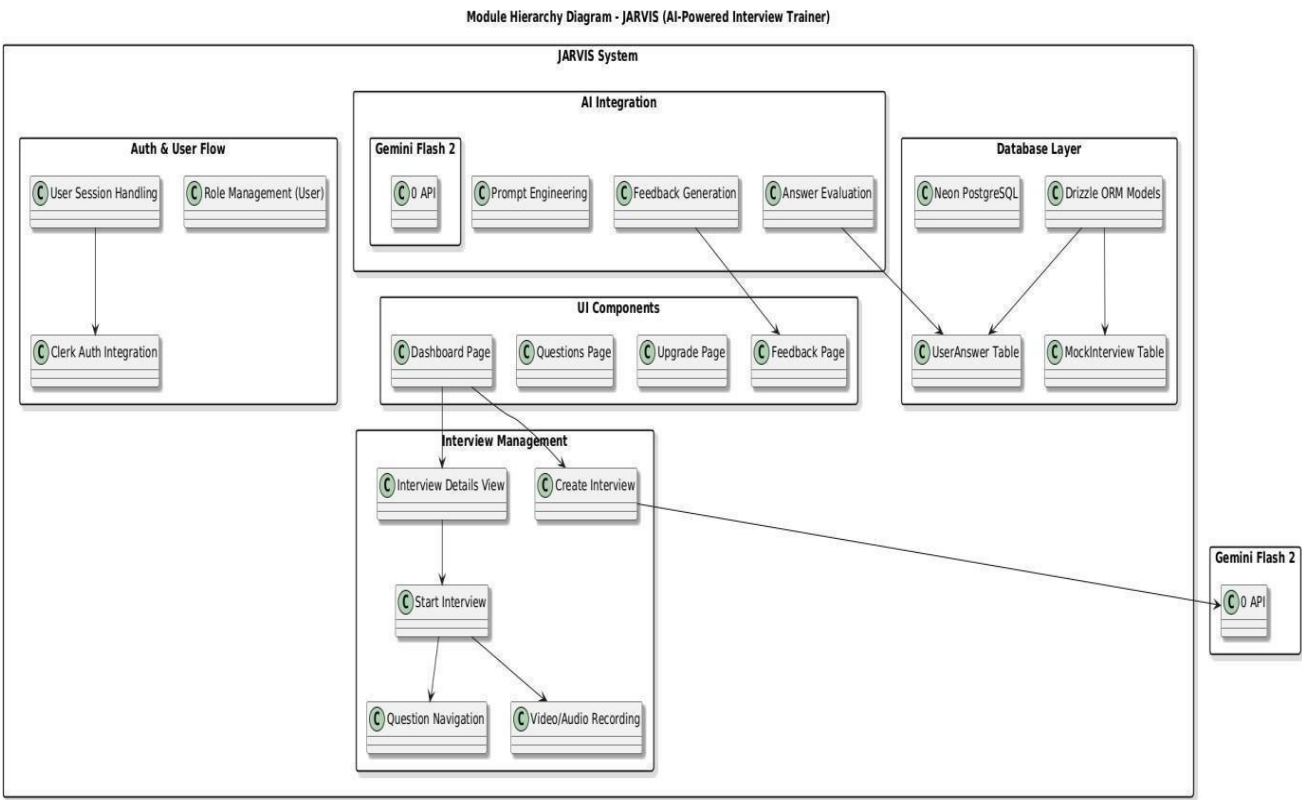 Module Hierarchy Diagram - JARVIS (AI-Powered Interview Trainer)
JARVIS System
AI Integration
Auth & User Flow
Gemini Flash 2
Database Layer
C User Session Handling
C Role Management (User)
C 0 API
C Prompt Engineering
C Feedback Generation
C Answer Evaluation
C Neon PostgreSQL
C Drizzle ORM Models
UI Components
C Clerk Auth Integration
C Dashboard Page
C Questions Page
C Upgrade Page
C Feedback Page
C UserAnswer Table
C MockInterview Table
Interview Management
C Interview Details View
C Create Interview
Gemini Flash 2
C Start Interview
C 0 API
C Question Navigation
C Video/Audio Recording